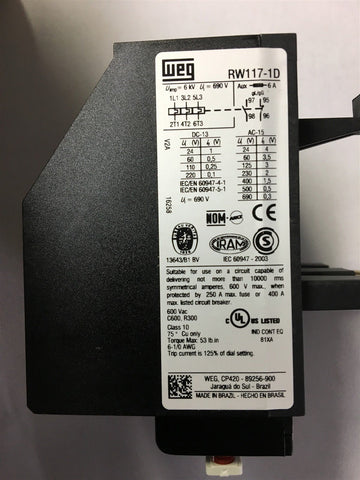 WEG
RW117-1D
Uimp = 6 kV Ui = 690 V
Aux 6 A
gL/gG
1L1 3L2 5L3
97 95
98 96
2T1 4T2 6T3
DC-13 AC-15
Ue (V) Ie (A) Ue (V) Ie (A)
24 1 24 4
60 0,5 60 3,5
110 0,25 125 3
220 0,1 230 2
IEC/EN 60947-4-1 400 1,5
IEC/EN 60947-5-1 500 0,5
Ui = 690 V 690 0,3
V2A
16258
CE
NOM-ANCE
IRAM
S
13643/B1 BV
IEC 60947 - 2003
Suitable for use on a circuit capable of
delivering not more than 10000 rms
symmetrical amperes, 600 V max., when
protected by 250 A max fuse or 400 A
max. listed circuit breaker.
600 Vac
C600, R300
Class 10
75° Cu only
Torque Max. 53 lb.in
6-1/0 AWG
Trip current is 125% of dial setting.
C UL US LISTED
IND CONT EQ
81XA
WEG, CP420 - 89256-900
Jaraguá do Sul - Brazil
MADE IN BRAZIL - HECHO EN BRASIL